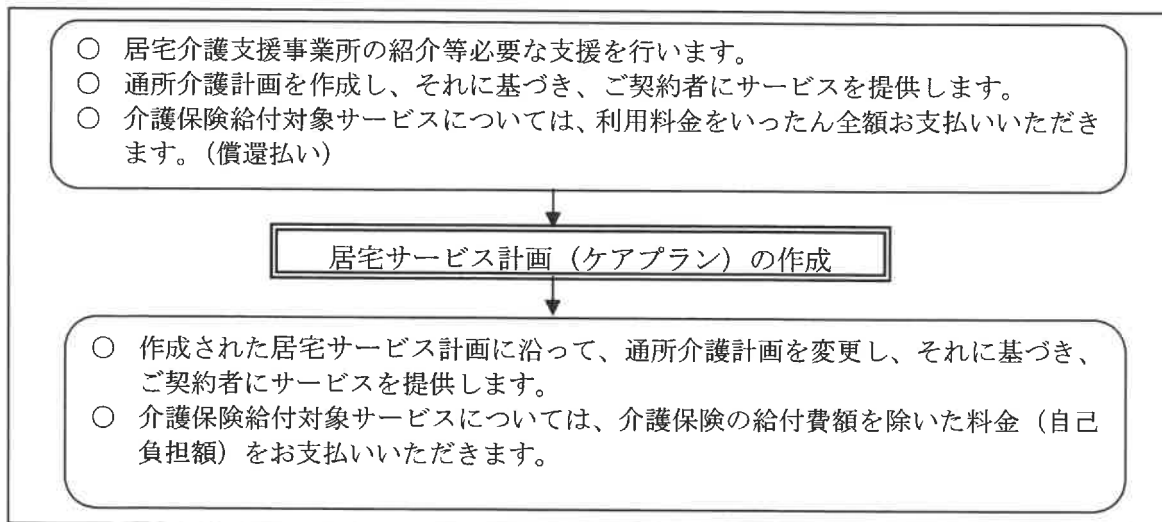 ○ 居宅介護支援事業所の紹介等必要な支援を行います。
○ 通所介護計画を作成し、それに基づき、ご契約者にサービスを提供します。
○ 介護保険給付対象サービスについては、利用料金をいったん全額お支払いいただき
ます。(償還払い)
居宅サービス計画（ケアプラン）の作成
○ 作成された居宅サービス計画に沿って、通所介護計画を変更し、それに基づき、
ご契約者にサービスを提供します。
○ 介護保険給付対象サービスについては、介護保険の給付費額を除いた料金（自己
負担額）をお支払いいただきます。